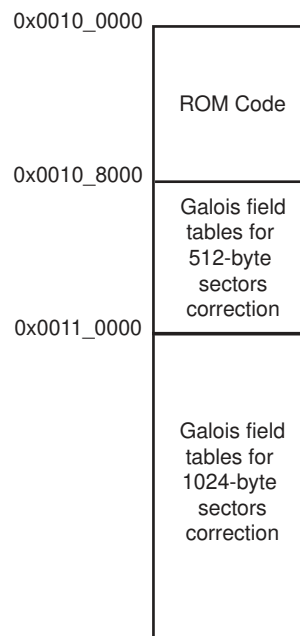 0x0010_0000
ROM Code
0x0010_8000
Galois field
tables for
512-byte
sectors
correction
0x0011_0000
Galois field
tables for
1024-byte
sectors
correction